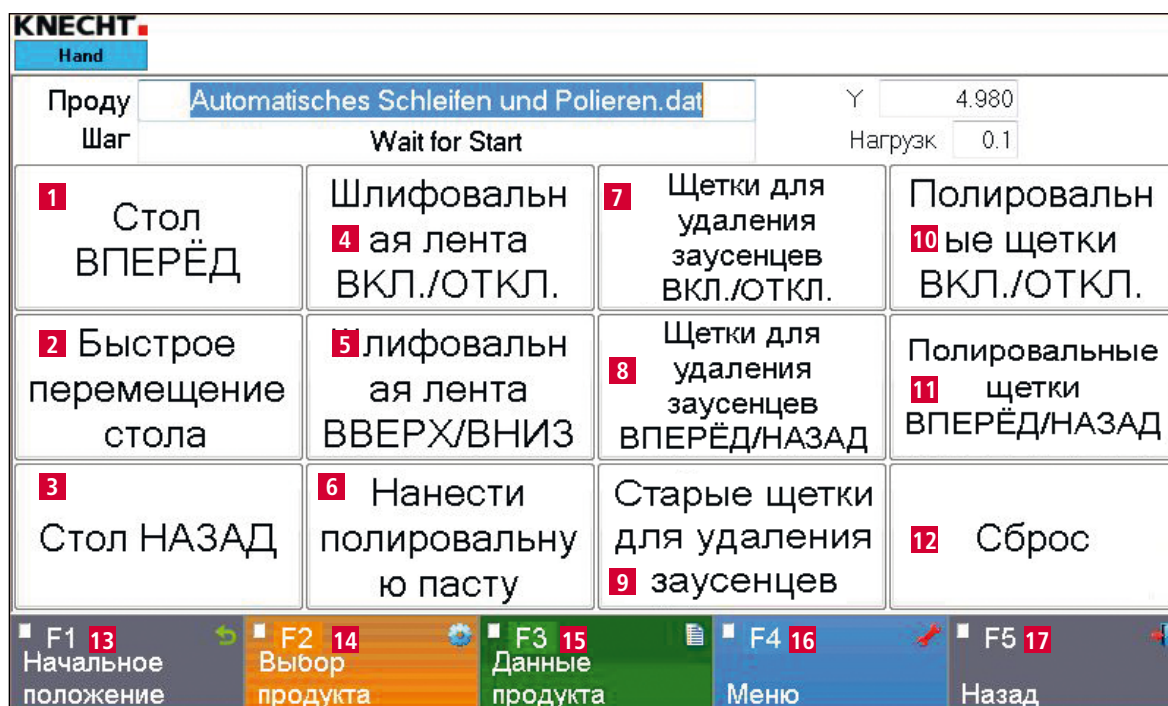 KNECHT
Hand
Проду Automatisches Schleifen und Polieren.dat Y 4.980
Шаг Wait for Start Нагрузк 0.1
1
Стол
ВПЕРЁД
Шлифовальн
4 ая лента
ВКЛ./ОТКЛ.
7 Щетки для
удаления
заусенцев
ВКЛ./ОТКЛ.
Полировальн
10 ые щетки
ВКЛ./ОТКЛ.
2 Быстрое
перемещение
стола
5 лифовальн
ая лента
ВВЕРХ/ВНИЗ
Щетки для
8 удаления
заусенцев
ВПЕРЁД/НАЗАД
Полировальные
11 щетки
ВПЕРЁД/НАЗАД
3
Стол НАЗАД
6 Нанести
полировальну
ю пасту
Старые щетки
для удаления
9 заусенцев
12 Сброс
F1 13
Начальное
положение
F2 14
Выбор
продукта
F3 15
Данные
продукта
F4 16
Меню
F5 17
Назад